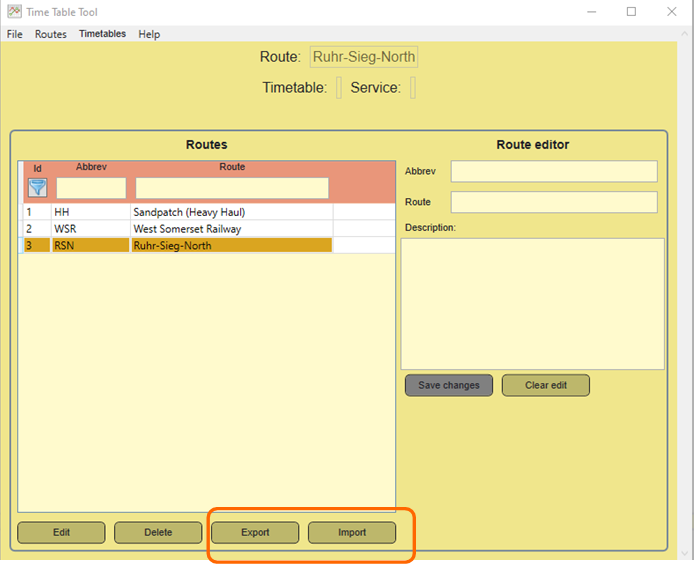 Time Table Tool
File Routes Timetables Help
Route: Ruhr-Sieg-North
Timetable: Service:
Routes
Id Abbrev Route
1 HH Sandpatch (Heavy Haul)
2 WSR West Somerset Railway
3 RSN Ruhr-Sieg-North
Edit Delete Export Import
Route editor
Abbrev
Route
Description:
Save changes Clear edit